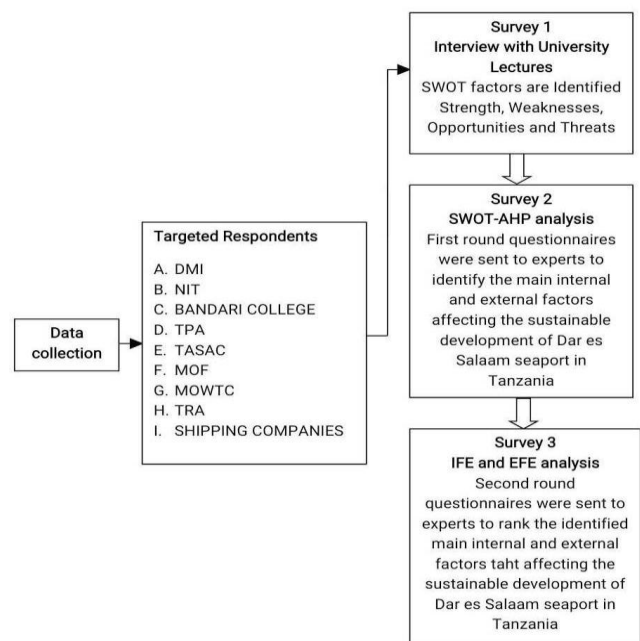 Data
collection
Targeted Respondents
A. DMI
B. NIT
C. BANDARI COLLEGE
D. TPA
E. TASAC
F. MOF
G. MOWTC
H. TRA
I. SHIPPING COMPANIES
Survey 1
Interview with University
Lectures
SWOT factors are Identified
Strength, Weaknesses,
Opportunities and Threats
Survey 2
SWOT-AHP analysis
First round questionnaires
were sent to experts to
identify the main internal
and external factors
affecting the sustainable
development of Dar es
Salaam seaport in
Tanzania
Survey 3
IFE and EFE analysis
Second round
questionnaires were sent to
experts to rank the identified
main internal and external
factors taht affecting the
sustainable development of
Dar es Salaam seaport in
Tanzania